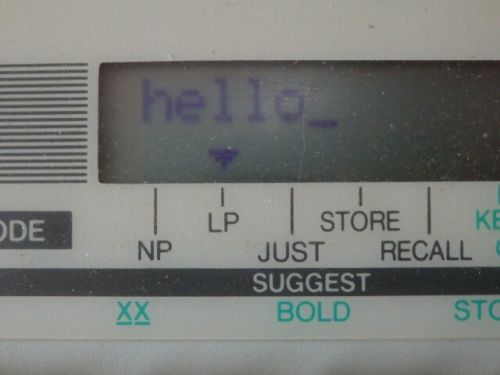 hello_
LP STORE
NP JUST RECALL
SUGGEST
XX BOLD